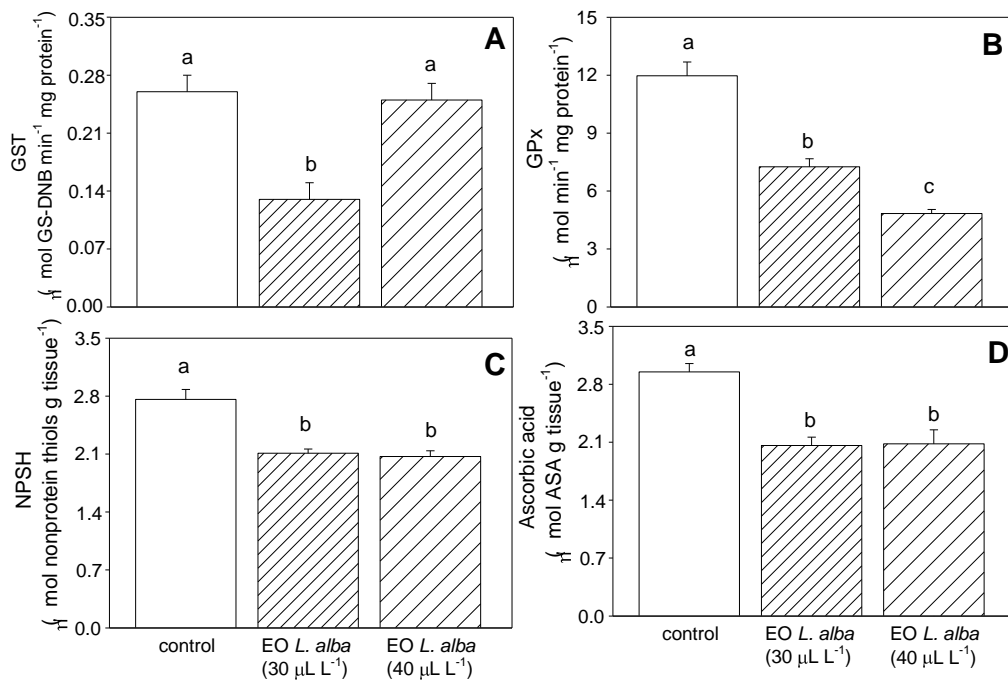 A
GST
(η mol GS-DNB min⁻¹ mg protein⁻¹)
0.35
0.28
0.21
0.14
0.07
0.00
a
b
a
B
GPx
(η mol min⁻¹ mg protein⁻¹)
15
12
9
6
3
0
a
b
c
C
NPSH
(η mol nonprotein thiols g tissue⁻¹)
3.5
2.8
2.1
1.4
0.7
0.0
a
b
b
control
EO L. alba
(30 µL L⁻¹)
EO L. alba
(40 µL L⁻¹)
D
Ascorbic acid
(η mol ASA g tissue⁻¹)
3.5
2.8
2.1
1.4
0.7
0.0
a
b
b
control
EO L. alba
(30 µL L⁻¹)
EO L. alba
(40 µL L⁻¹)